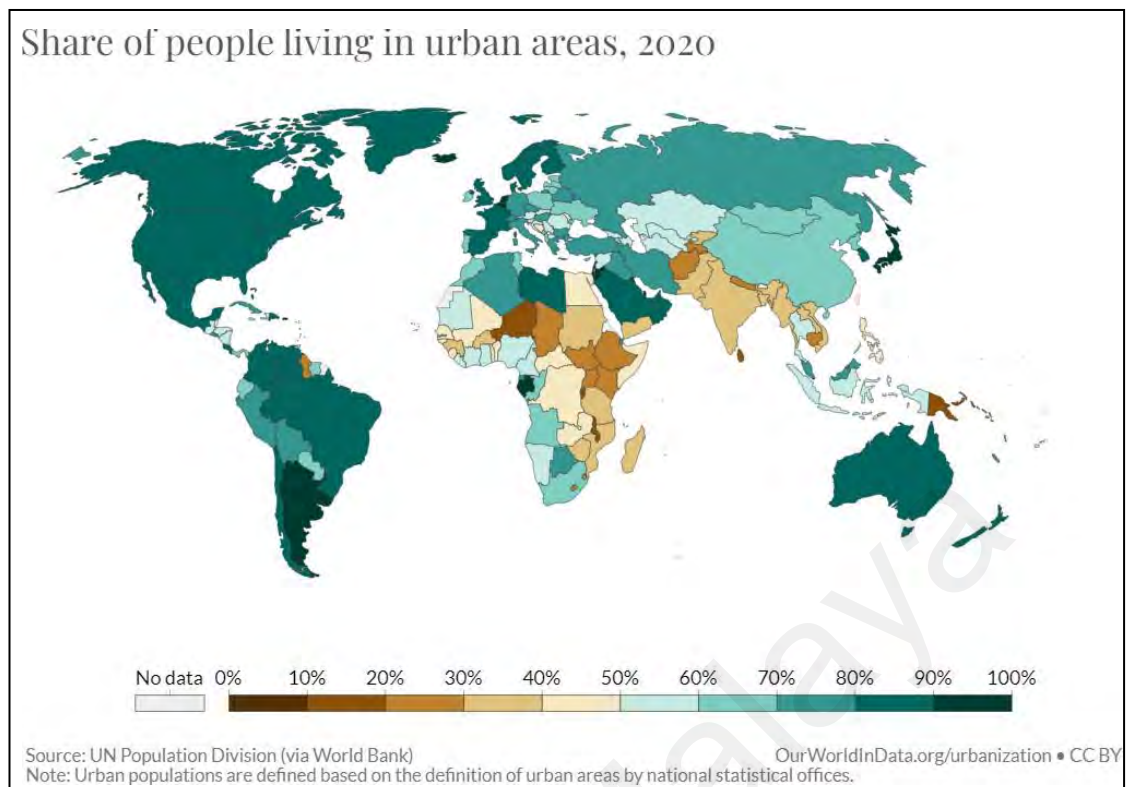 Share of people living in urban areas, 2020
No data 0% 10% 20% 30% 40% 50% 60% 70% 80% 90% 100%
Source: UN Population Division (via World Bank) OurWorldInData.org/urbanization • CC BY
Note: Urban populations are defined based on the definition of urban areas by national statistical offices.
alaya